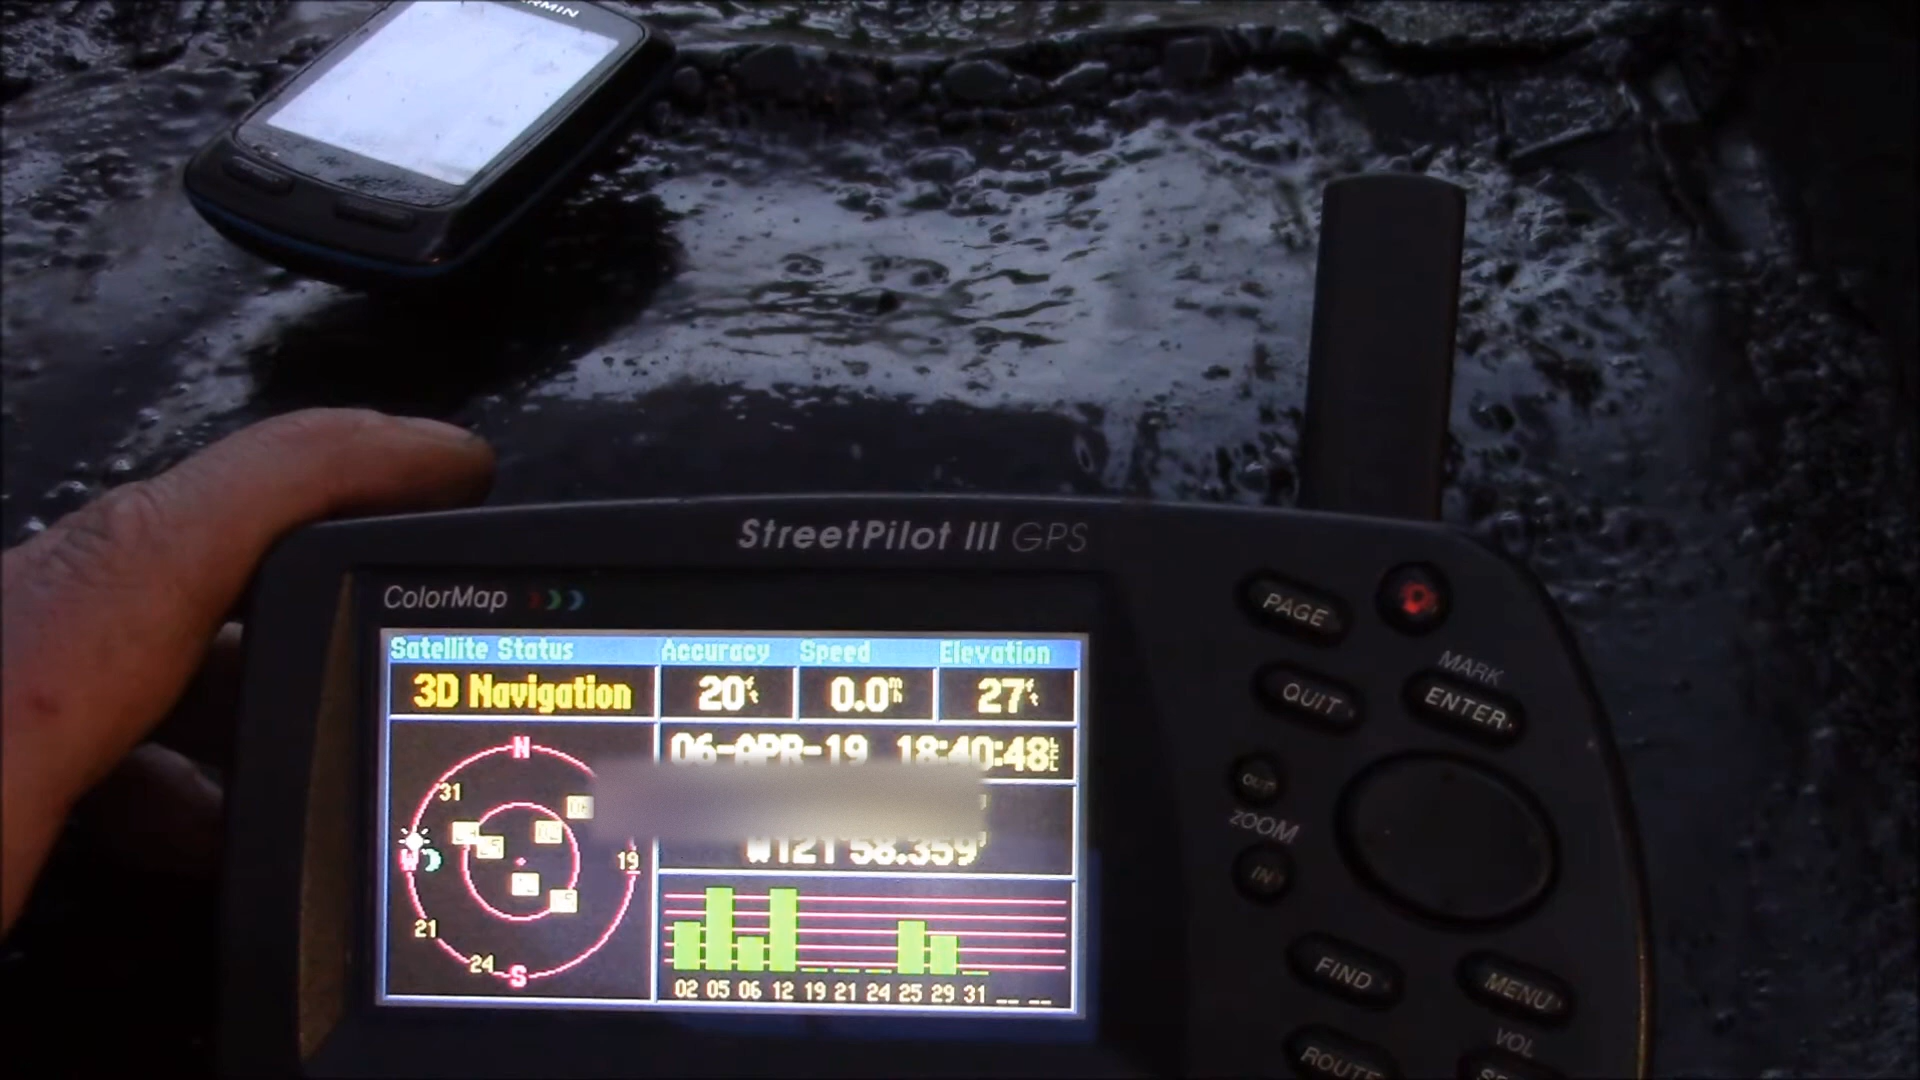 StreetPilot III GPS
ColorMap
PAGE
Satellite Status Accuracy Speed Elevation
3D Navigation 20ft 0.0mh 27ft
06-APR-19 18:40:48
W121°58.359'
N
31
W
19
21
24
S
02 05 06 12 19 21 24 25 29 31 __ __
QUIT
MARK
ENTER
OUT
ZOOM
IN
FIND
MENU
VOL
ROUTE